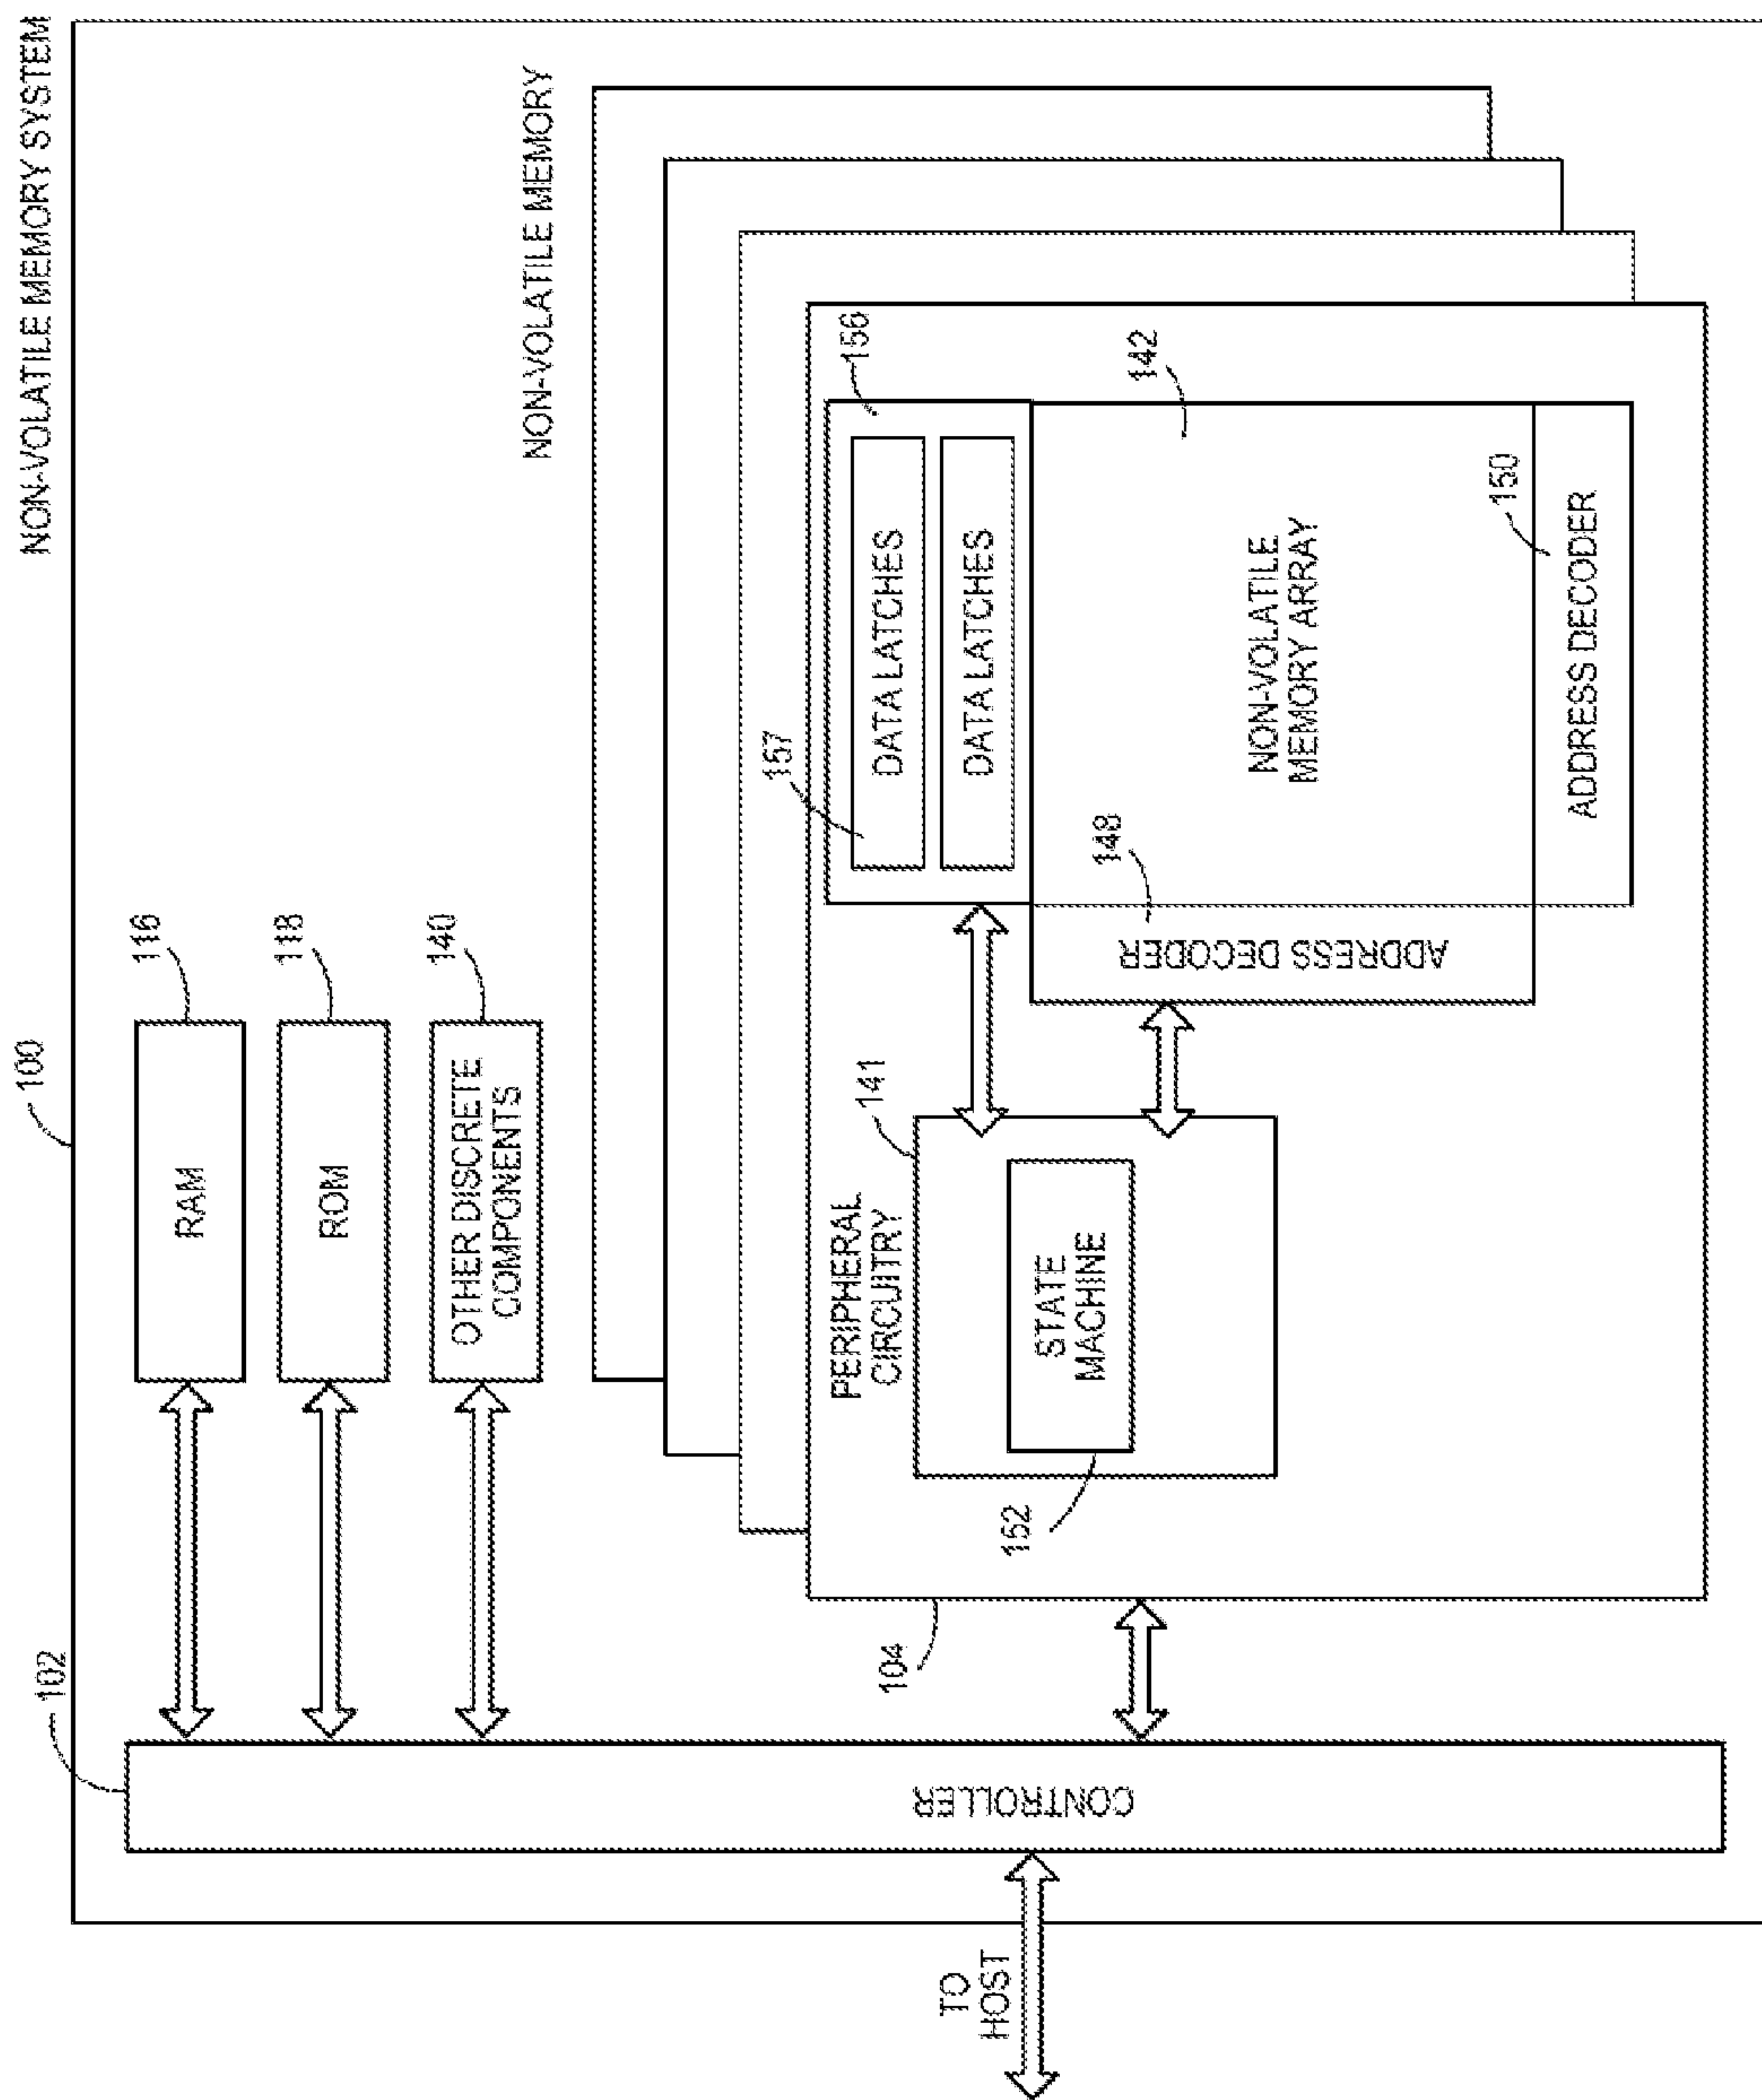 NON-VOLATILE MEMORY SYSTEM
100
102
RAM
116
ROM
118
OTHER DISCRETE
COMPONENTS
140
NON-VOLATILE MEMORY
CONTROLLER
TO
HOST
104
PERIPHERAL
CIRCUITRY
141
STATE
MACHINE
152
157
DATA LATCHES
DATA LATCHES
156
148
ADDRESS DECODER
NON-VOLATILE
MEMORY ARRAY
142
ADDRESS DECODER
150